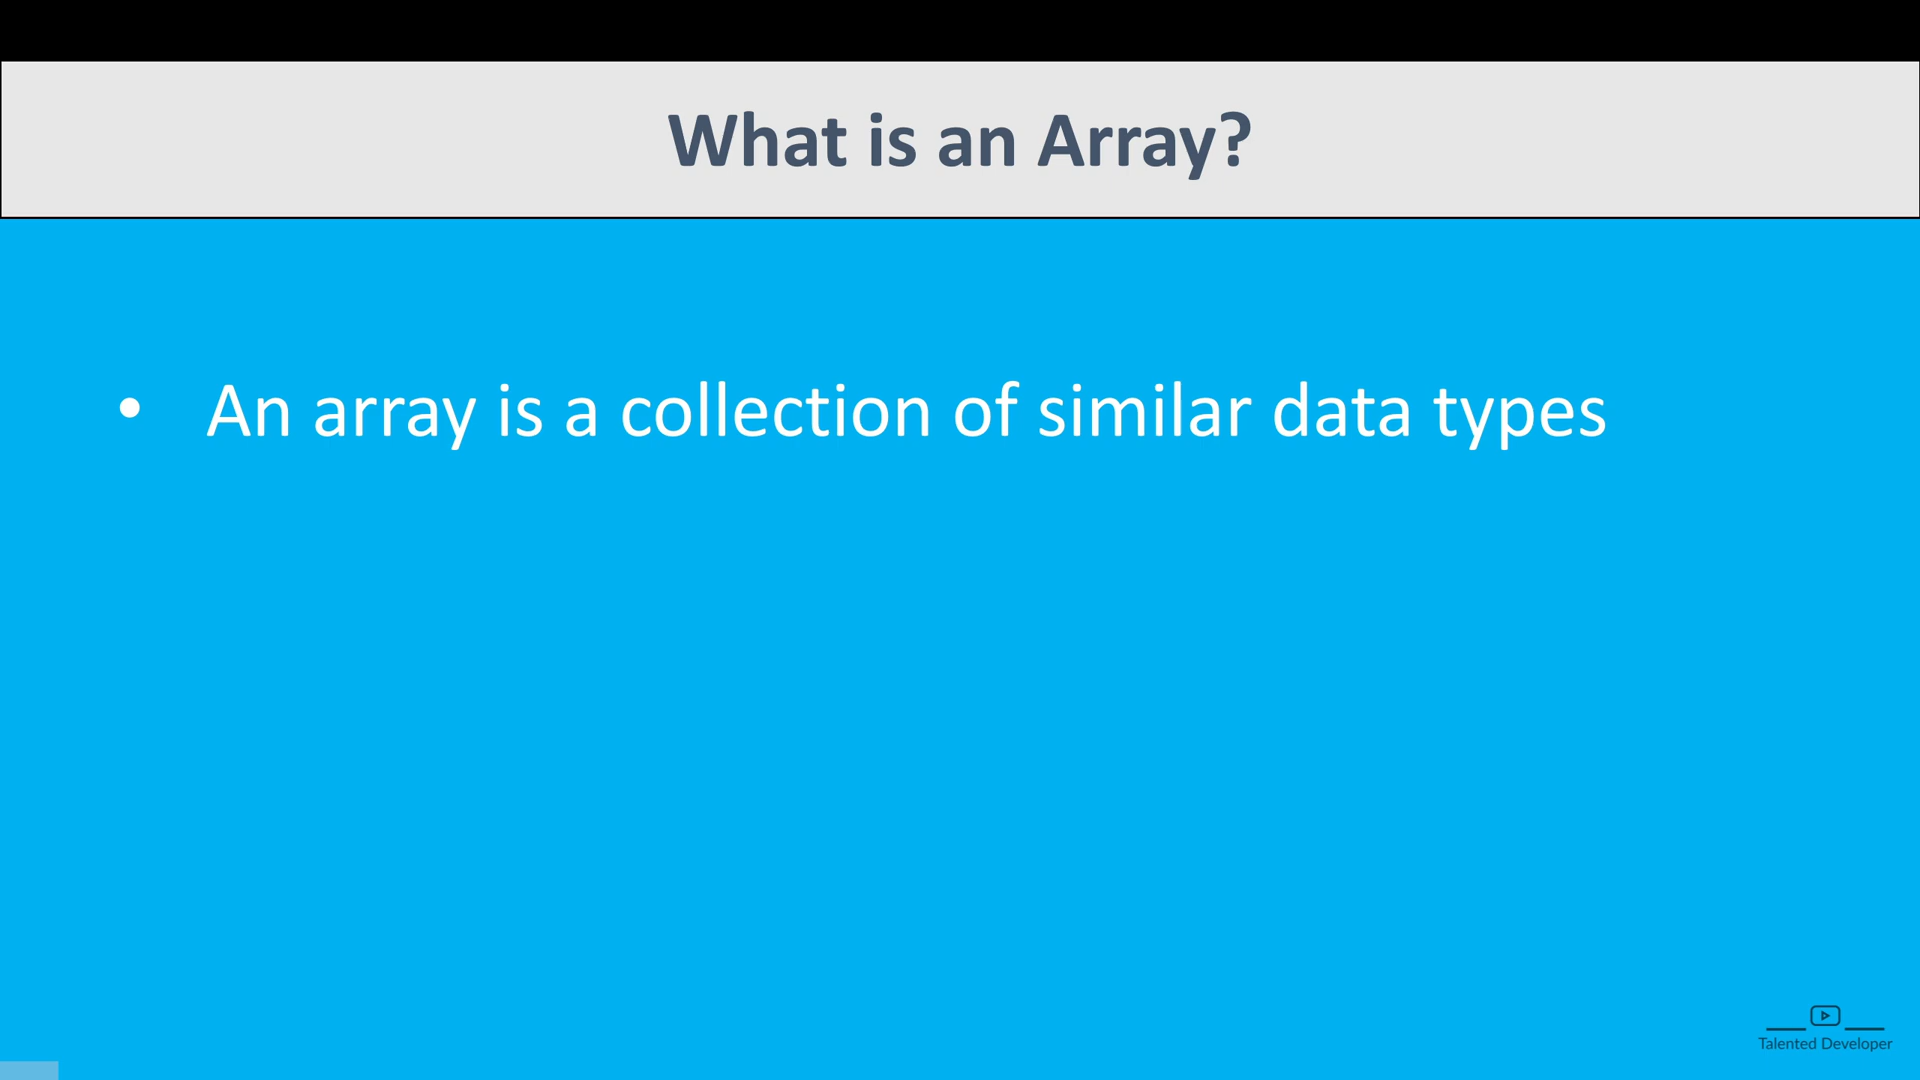 What is an Array?
• An array is a collection of similar data types
Talented Developer